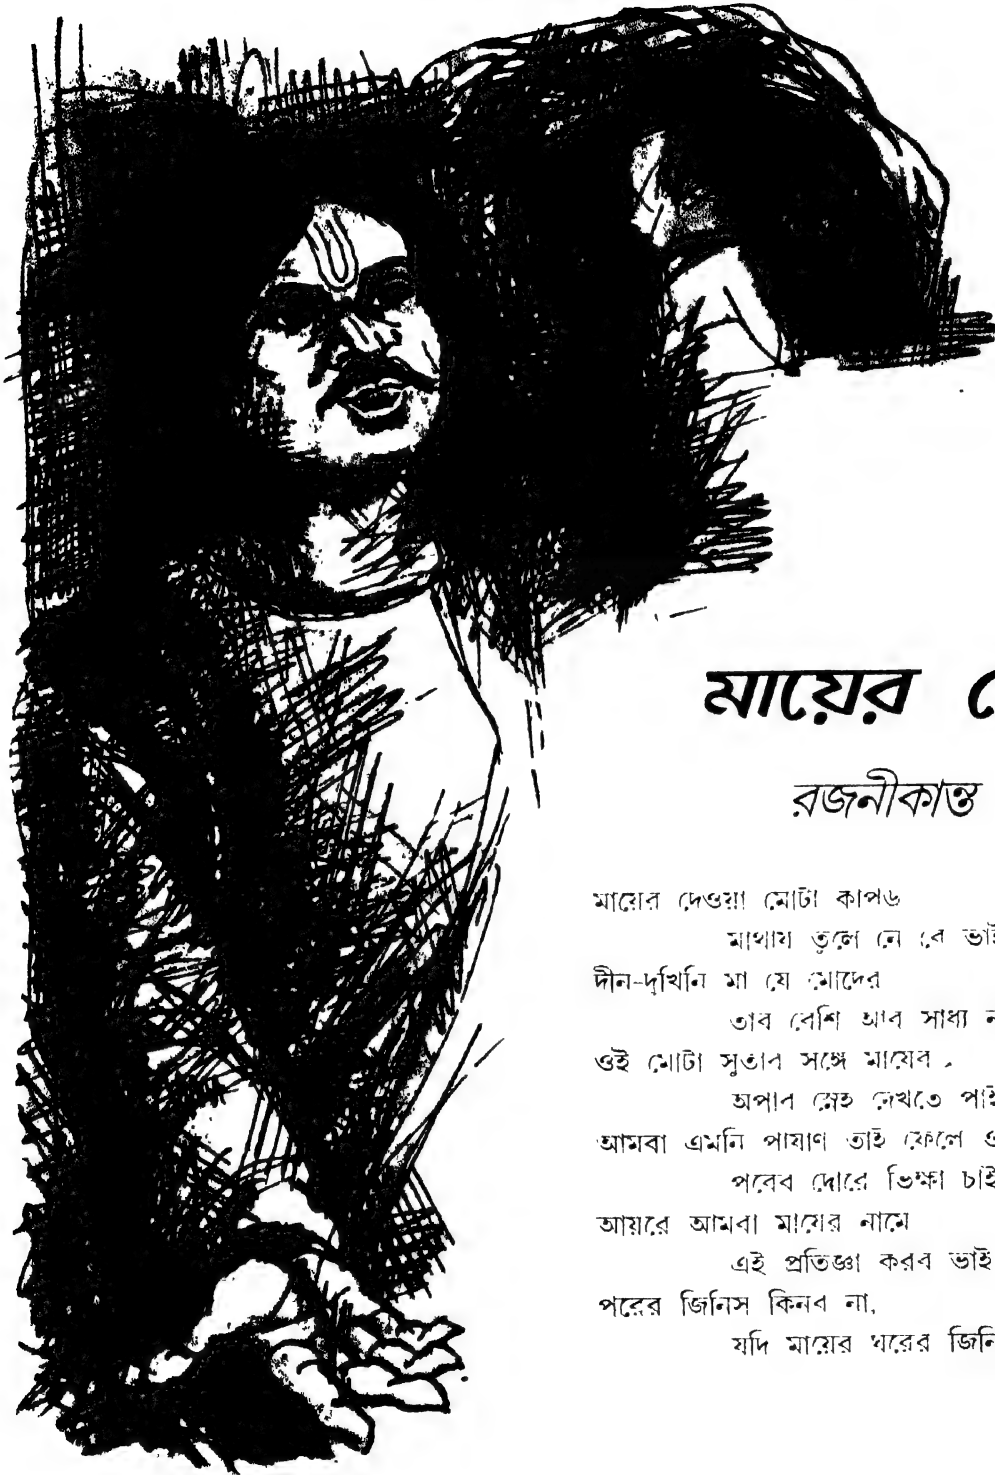 মায়ের
রজনীকান্ত
মায়ের দেওয়া মোটা কাপড়
মাথায় তুলে নে রে ভাই
দীন-দুখিনি মা যে মোদের
তার বেশি আর সাধ্য
ওই মোটা সুতার সঙ্গে মায়ের
অপার স্নেহ দেখতে পাই
আমরা এমনি পাষাণ তাই ফেলে
পরের দোরে ভিক্ষা চাই
আয়রে আমরা মায়ের নামে
এই প্রতিজ্ঞা করব ভাই
পরের জিনিস কিনব না,
যদি মায়ের ঘরের